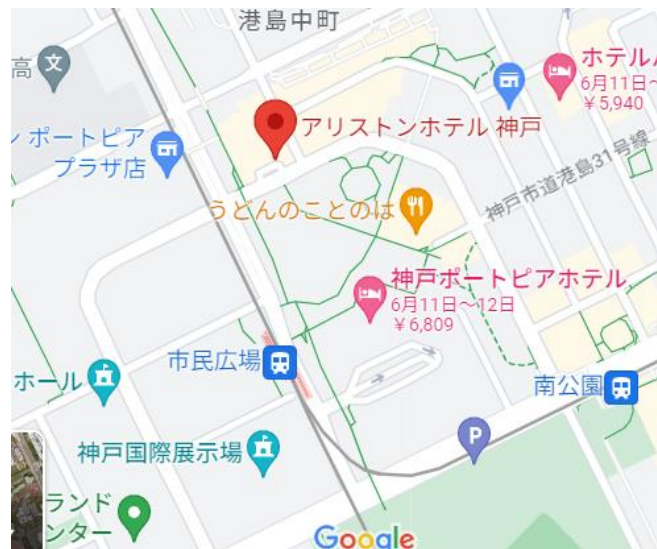 港島中町
高
ホテル
6月11日～
￥5,940
アリストンホテル 神戸
ン ポートピア
プラザ店
神戸市道港島31号線
うどんのことのは
神戸ポートピアホテル
6月11日～12日
￥6,809
市民広場
ホール
南公園
神戸国際展示場
P
ランド
ンター
Google